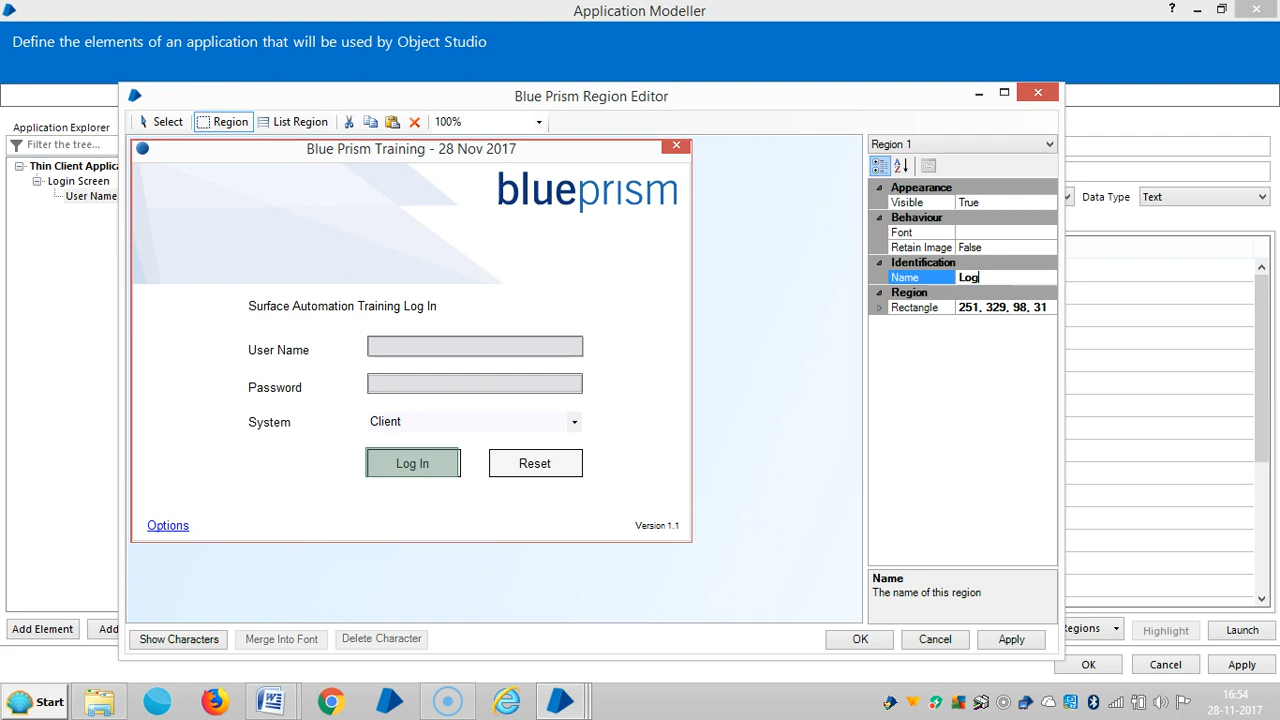 Application Modeller
?
Define the elements of an application that will be used by Object Studio
Blue Prism Region Editor
Application Explorer
Filter the tree...
Thin Client Applica
Login Screen
User Name
Select
Region
List Region
100%
Blue Prism Training - 28 Nov 2017
blueprism
Surface Automation Training Log In
User Name
Password
System
Client
Log In
Reset
Options
Version 1.1
Region 1
Appearance
Visible True
Behaviour
Font
Retain Image False
Identification
Name Log
Region
Rectangle 251, 329, 98, 31
Name
The name of this region
Data Type Text
Show Characters
Merge Into Font
Delete Character
OK
Cancel
Apply
Add Element
Add
egions
Highlight
Launch
OK
Cancel
Apply
Start
16:54
28-11-2017